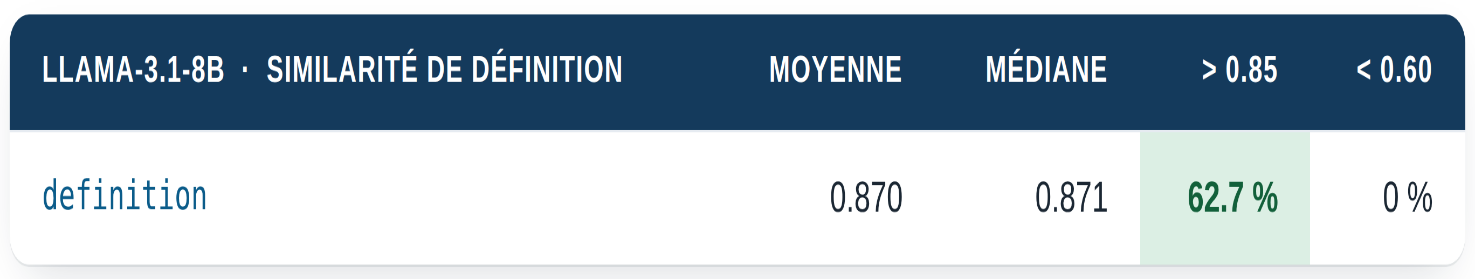 LLAMA-3.1-8B · SIMILARITÉ DE DÉFINITION MOYENNE MÉDIANE > 0.85 < 0.60
definition 0.870 0.871 62.7 % 0 %